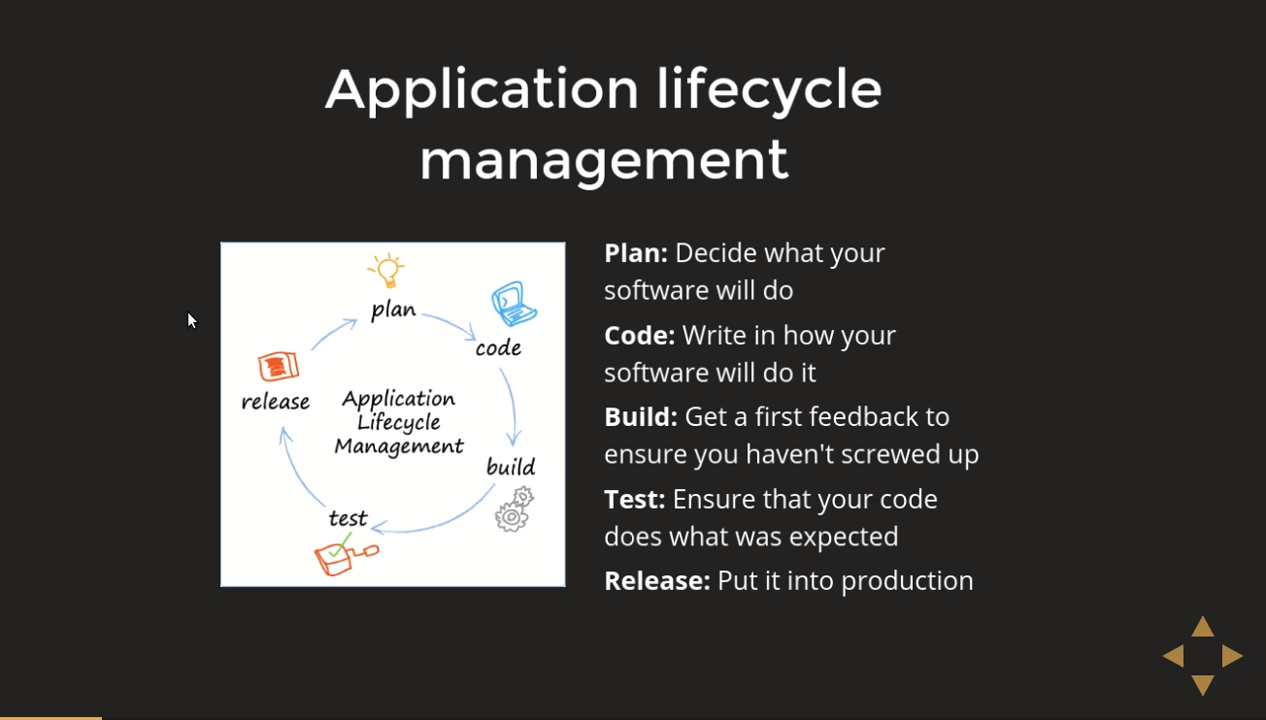 Application lifecycle
management
plan
code
release
Application
Lifecycle
Management
build
test
Plan: Decide what your
software will do
Code: Write in how your
software will do it
Build: Get a first feedback to
ensure you haven't screwed up
Test: Ensure that your code
does what was expected
Release: Put it into production